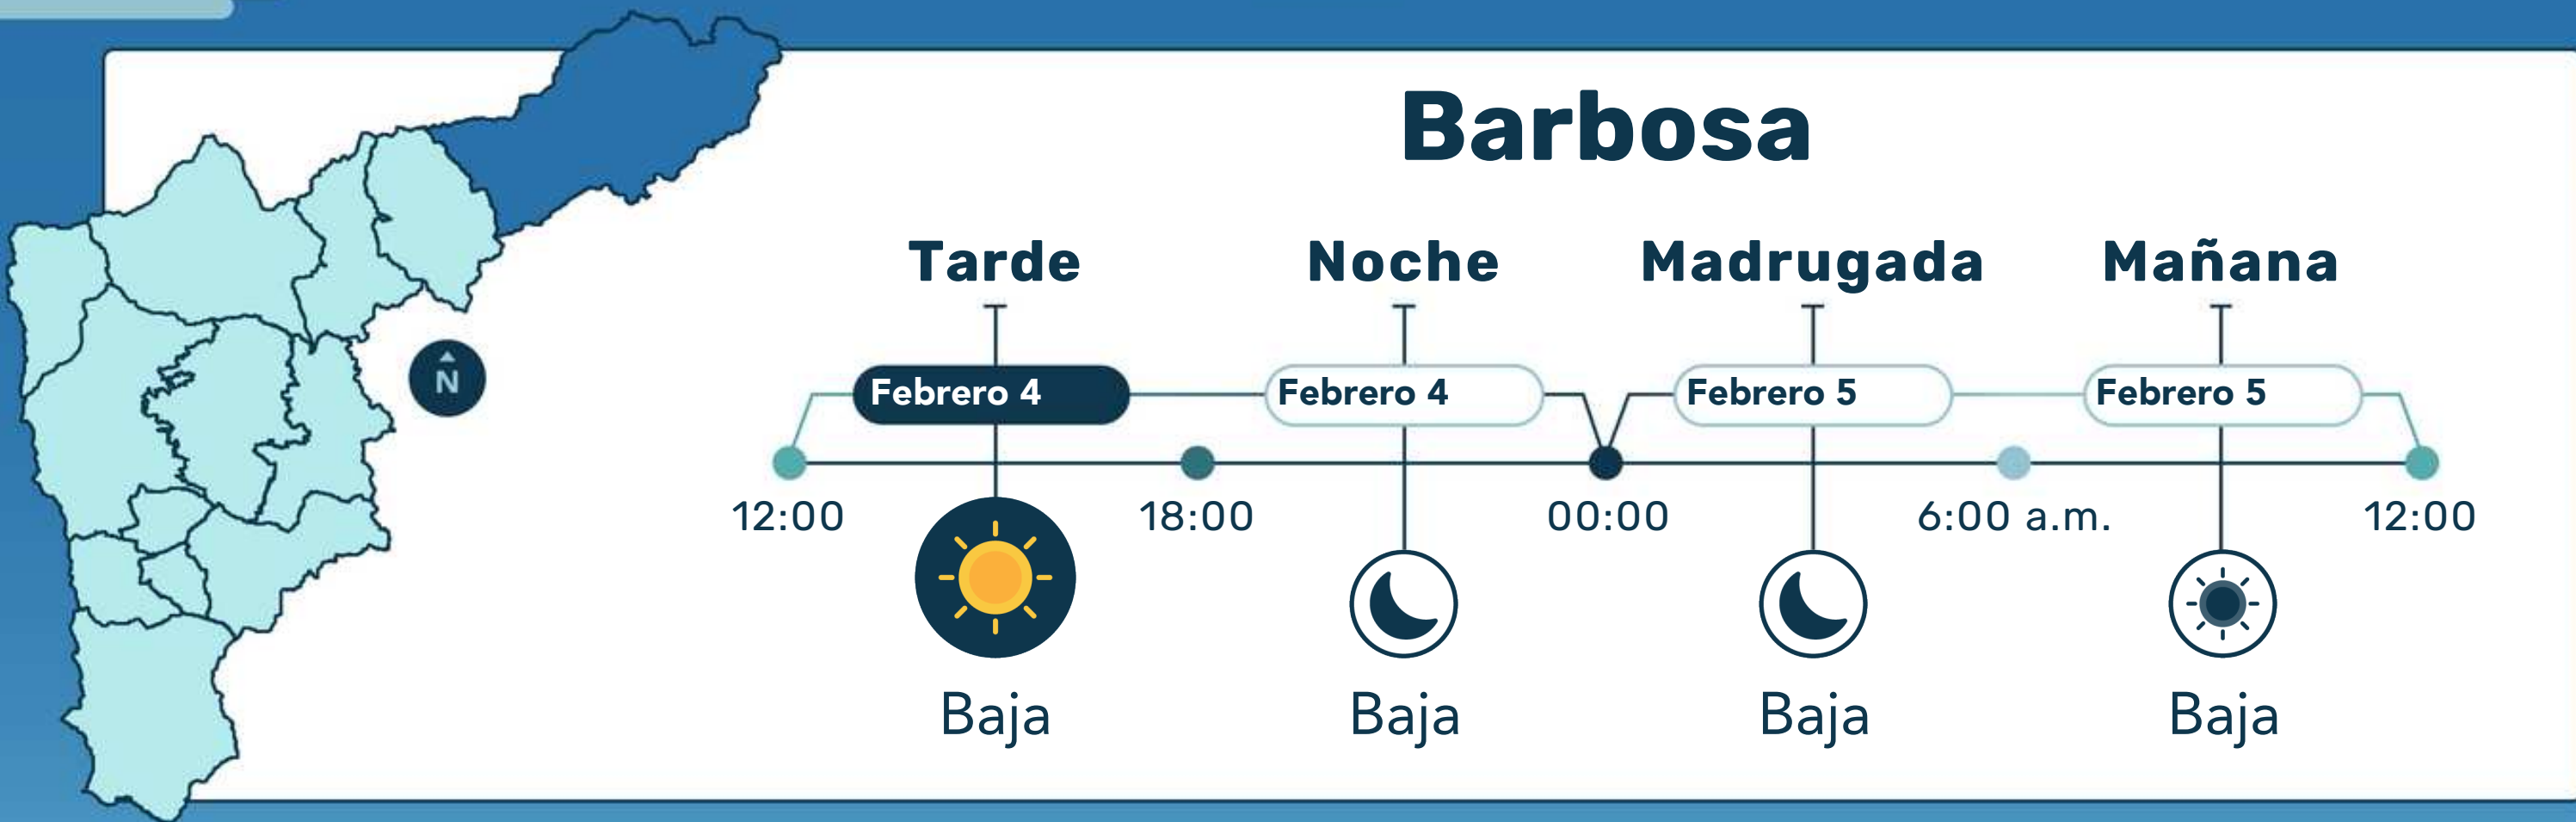 Barbosa
Tarde
Noche
Madrugada
Mañana
N
Febrero 4
Febrero 4
Febrero 5
Febrero 5
12:00
18:00
00:00
6:00 a.m.
12:00
Baja
Baja
Baja
Baja